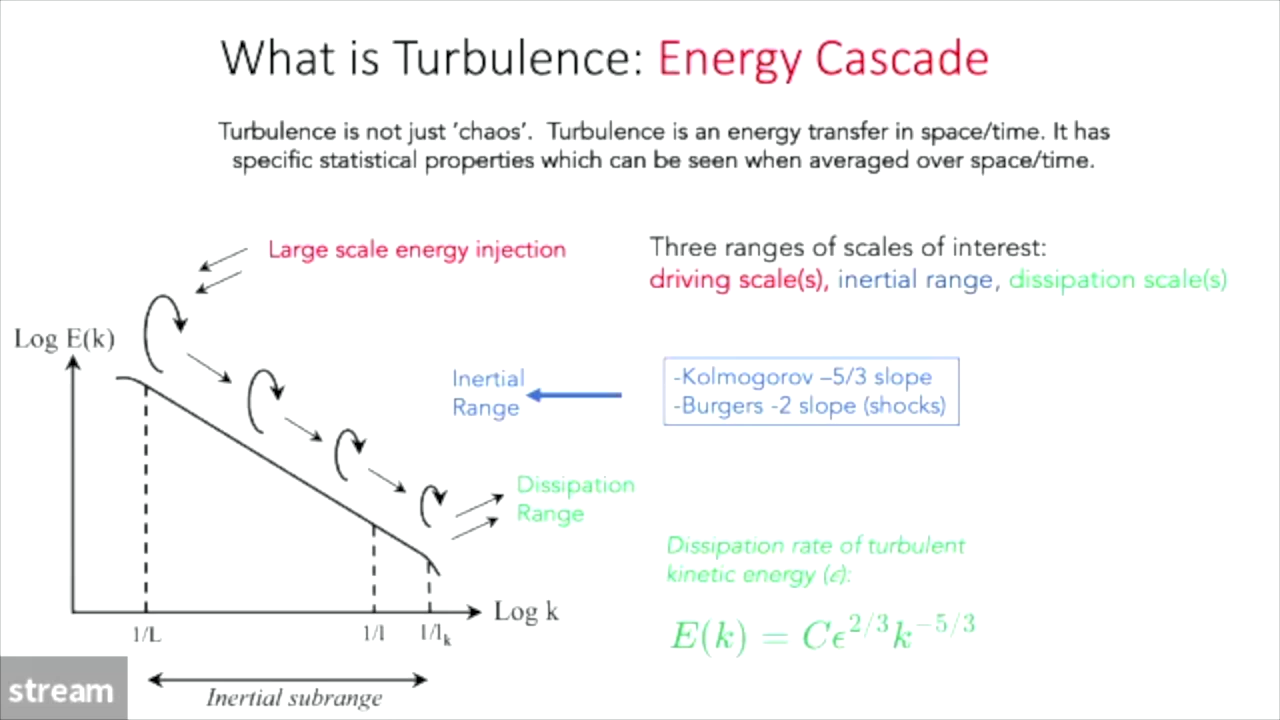 What is Turbulence: Energy Cascade
Turbulence is not just 'chaos'. Turbulence is an energy transfer in space/time. It has
specific statistical properties which can be seen when averaged over space/time.
Large scale energy injection
Three ranges of scales of interest:
driving scale(s), inertial range, dissipation scale(s)
Log E(k)
Inertial
Range
-Kolmogorov –5/3 slope
-Burgers -2 slope (shocks)
Dissipation
Range
Dissipation rate of turbulent
kinetic energy (ϵ):
E(k) = Cϵ^{2/3}k^{-5/3}
Log k
1/L 1/l 1/l_k
Inertial subrange
stream